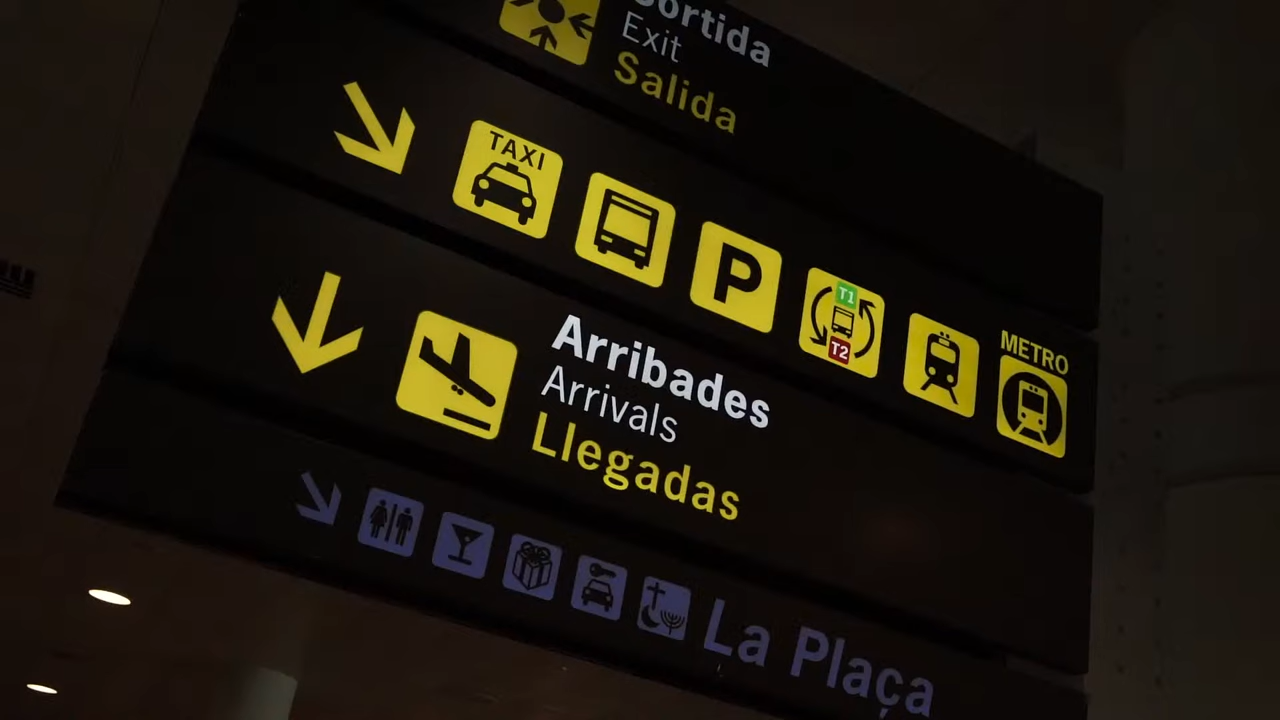 Sortida
Exit
Salida
TAXI
P
T1
T2
METRO
Arribades
Arrivals
Llegadas
La Plaça